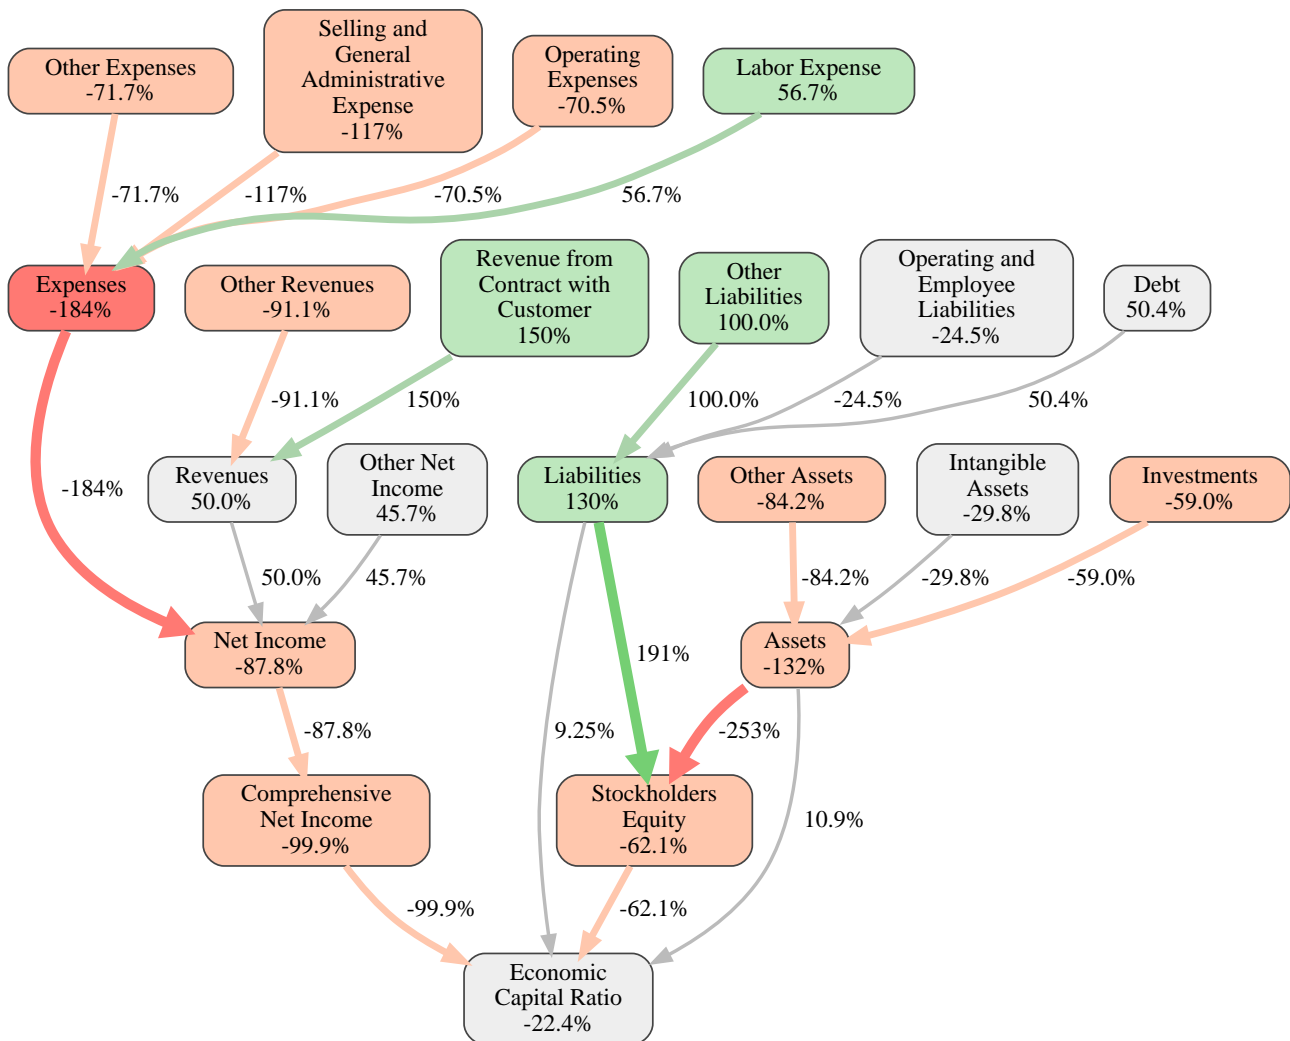 Other Expenses
-71.7%
Selling and
General
Administrative
Expense
-117%
Operating
Expenses
-70.5%
Labor Expense
56.7%
-71.7%
-117%
-70.5%
56.7%
Expenses
-184%
Other Revenues
-91.1%
Revenue from
Contract with
Customer
150%
Other
Liabilities
100.0%
Operating and
Employee
Liabilities
-24.5%
Debt
50.4%
-91.1%
150%
100.0%
-24.5%
50.4%
-184%
Revenues
50.0%
Other Net
Income
45.7%
Liabilities
130%
Other Assets
-84.2%
Intangible
Assets
-29.8%
Investments
-59.0%
50.0%
45.7%
-84.2%
-29.8%
-59.0%
Net Income
-87.8%
191%
Assets
-132%
-87.8%
9.25%
-253%
Comprehensive
Net Income
-99.9%
Stockholders
Equity
-62.1%
10.9%
-99.9%
-62.1%
Economic
Capital Ratio
-22.4%